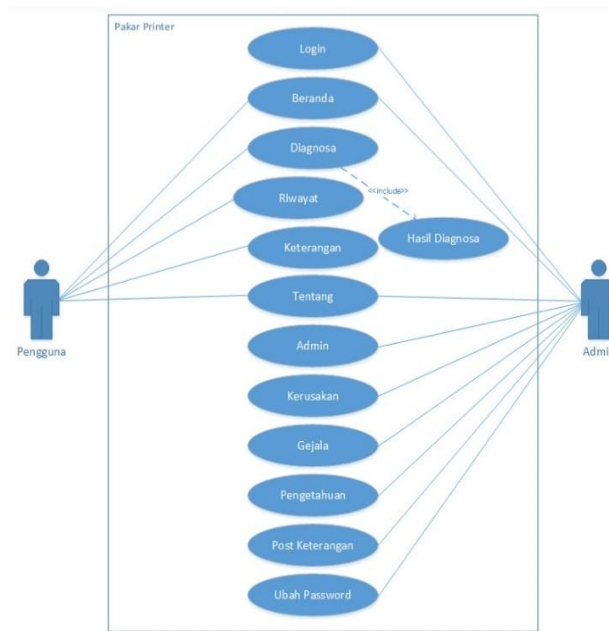 Pakar Printer
Login
Beranda
Diagnosa
<<include>>
RIwayat
Hasil Diagnosa
Keterangan
Tentang
Pengguna
Admi
Admin
Kerusakan
Gejala
Pengetahuan
Post Keterangan
Ubah Password